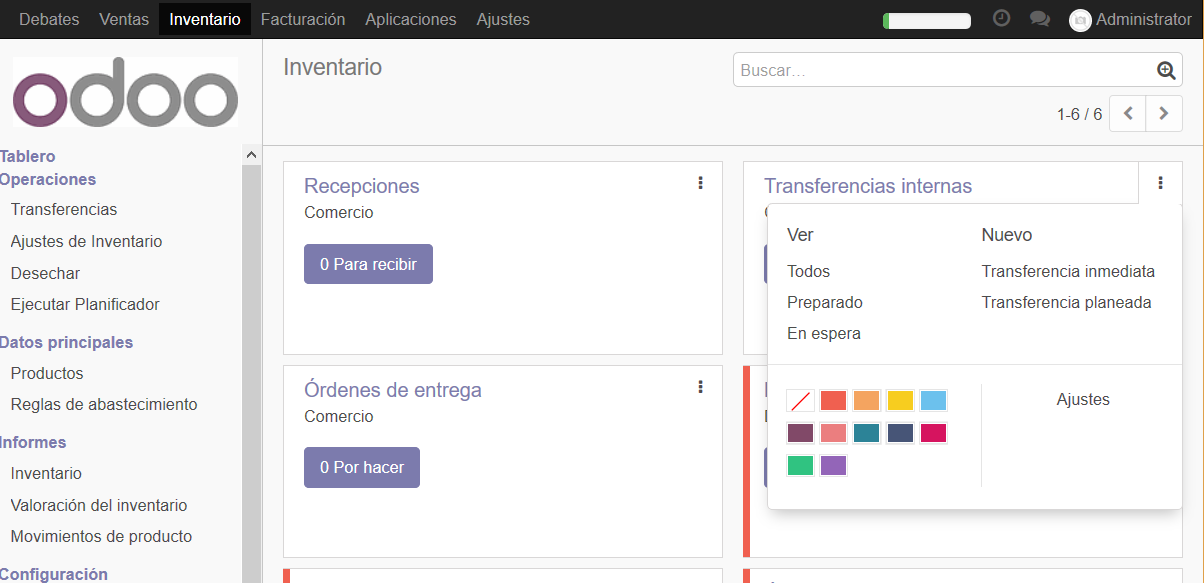 Debates Ventas Inventario Facturación Aplicaciones Ajustes Administrator
odoo
Inventario
Buscar...
1-6 / 6
Tablero
Operaciones
Transferencias
Ajustes de Inventario
Desechar
Ejecutar Planificador
Datos principales
Productos
Reglas de abastecimiento
Informes
Inventario
Valoración del inventario
Movimientos de producto
Configuración
Recepciones
Comercio
0 Para recibir
Transferencias internas
Ver
Todos
Preparado
En espera
Nuevo
Transferencia inmediata
Transferencia planeada
Ajustes
Órdenes de entrega
Comercio
0 Por hacer